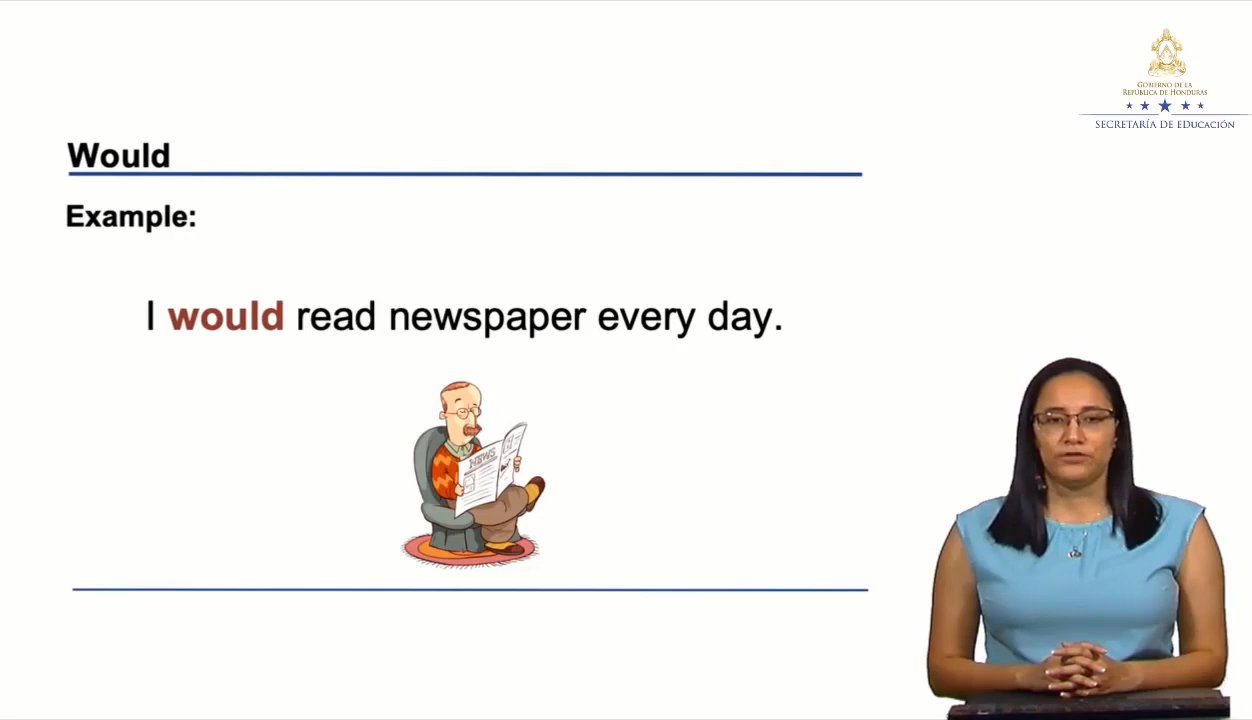 GOBIERNO DE LA
REPÚBLICA DE HONDURAS
SECRETARÍA DE EDUCACIÓN
Would
Example:
I would read newspaper every day.
NEWS